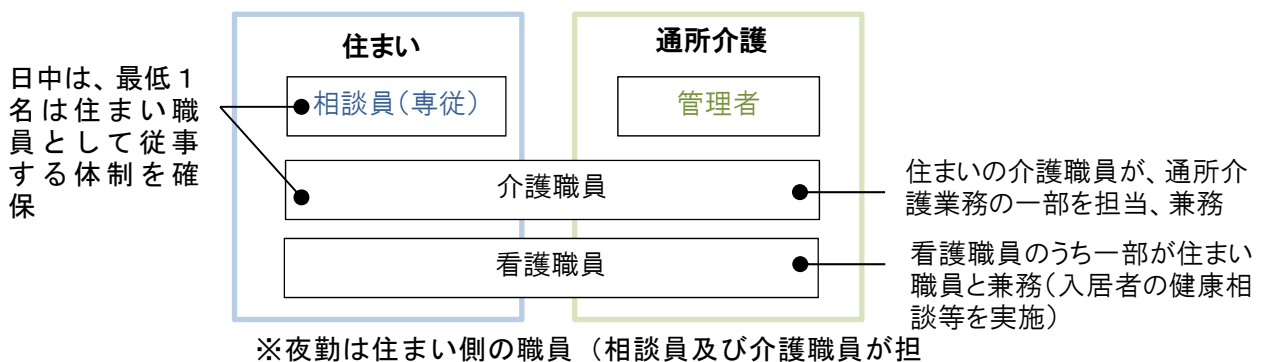 住まい
通所介護
日中は、最低1
名は住まい職
員として従事
する体制を確
保
相談員（専従）
管理者
介護職員
看護職員
住まいの介護職員が、通所介
護業務の一部を担当、兼務
看護職員のうち一部が住まい
職員と兼務（入居者の健康相
談等を実施）
※夜勤は住まい側の職員（相談員及び介護職員が担